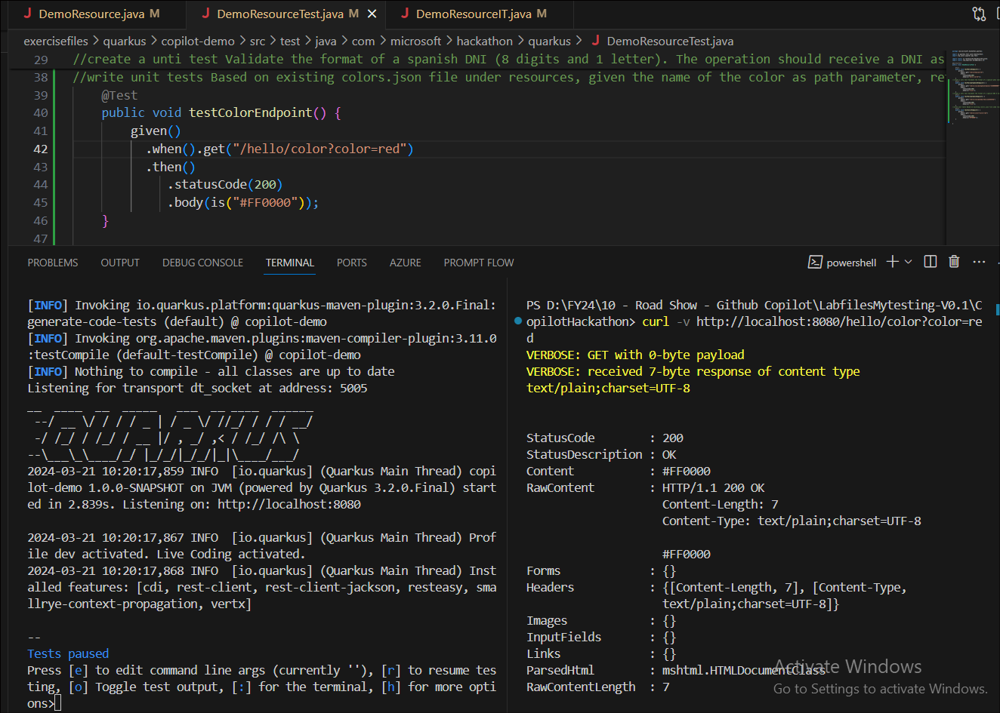 DemoResource.java M
DemoResourceTest.java M
DemoResourceIT.java M
exercisefiles > quarkus > copilot-demo > src > test > java > com > microsoft > hackathon > quarkus > DemoResourceTest.java
29 //create a unti test Validate the format of a spanish DNI (8 digits and 1 letter). The operation should receive a DNI as
38 //write unit tests Based on existing colors.json file under resources, given the name of the color as path parameter, re
39 @Test
40 public void testColorEndpoint() {
41 given()
42 .when().get("/hello/color?color=red")
43 .then()
44 .statusCode(200)
45 .body(is("#FF0000"));
46 }
47
PROBLEMS OUTPUT DEBUG CONSOLE TERMINAL PORTS AZURE PROMPT FLOW
powershell
[INFO] Invoking io.quarkus.platform:quarkus-maven-plugin:3.2.0.Final:
generate-code-tests (default) @ copilot-demo
[INFO] Invoking org.apache.maven.plugins:maven-compiler-plugin:3.11.0
:testCompile (default-testCompile) @ copilot-demo
[INFO] Nothing to compile - all classes are up to date
Listening for transport dt_socket at address: 5005
__  ____  __  _____   ___  __ ____  ______
 --/ __ \/ / / / _ | / _ \/ //_/ / / / __/
 -/ /_/ / /_/ / __ |/ , _/ ,< / /_/ /\ \
--\___\_\____/_/ |_/_/|_/_/|_|\____/___/
2024-03-21 10:20:17,859 INFO  [io.quarkus] (Quarkus Main Thread) copi
lot-demo 1.0.0-SNAPSHOT on JVM (powered by Quarkus 3.2.0.Final) start
ed in 2.839s. Listening on: http://localhost:8080
2024-03-21 10:20:17,867 INFO  [io.quarkus] (Quarkus Main Thread) Prof
ile dev activated. Live Coding activated.
2024-03-21 10:20:17,868 INFO  [io.quarkus] (Quarkus Main Thread) Inst
alled features: [cdi, rest-client, rest-client-jackson, resteasy, sma
llrye-context-propagation, vertx]
--
Tests paused
Press [e] to edit command line args (currently ''), [r] to resume tes
ting, [o] Toggle test output, [:] for the terminal, [h] for more opti
ons>
PS D:\FY24\10 - Road Show - Github Copilot\LabfilesMytesting-V0.1\C
opilotHackathon> curl -v http://localhost:8080/hello/color?color=re
d
VERBOSE: GET with 0-byte payload
VERBOSE: received 7-byte response of content type
text/plain;charset=UTF-8
StatusCode : 200
StatusDescription : OK
Content : #FF0000
RawContent : HTTP/1.1 200 OK
Content-Length: 7
Content-Type: text/plain;charset=UTF-8
#FF0000
Forms : {}
Headers : {[Content-Length, 7], [Content-Type,
text/plain;charset=UTF-8]}
Images : {}
InputFields : {}
Links : {}
ParsedHtml : mshtml.HTMLDocumentClass
RawContentLength : 7
Activate Windows
Go to Settings to activate Windows.